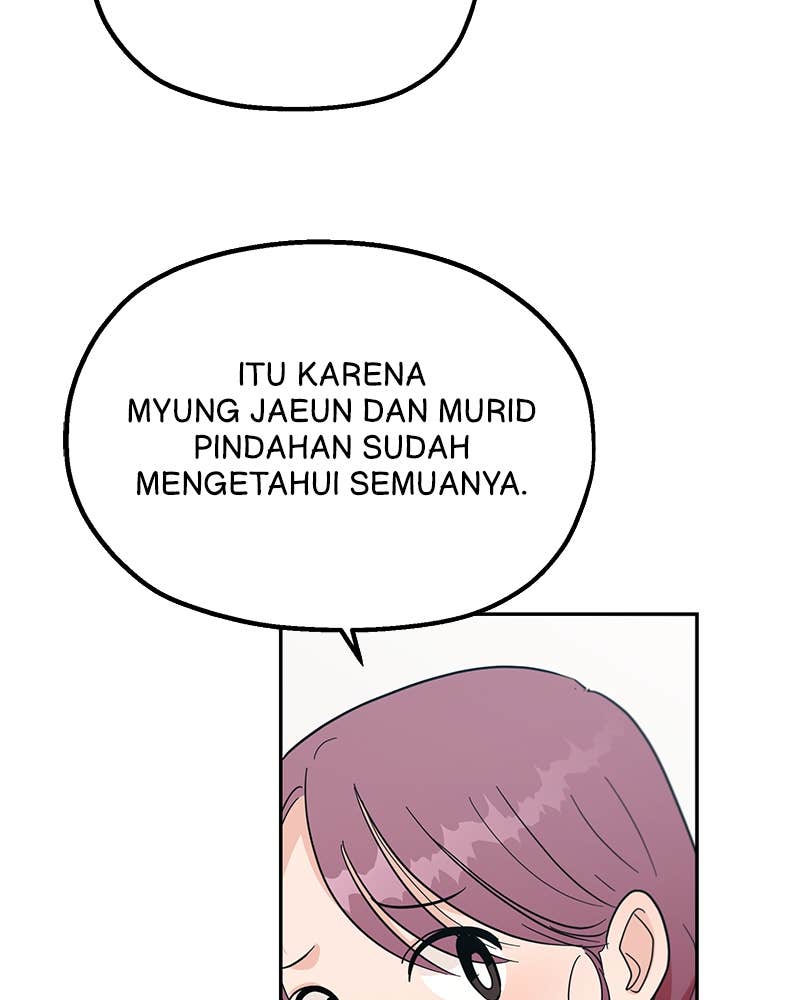 ITU KARENA
MYUNG JAEUN DAN MURID
PINDAHAN SUDAH
MENGETAHUI SEMUANYA.